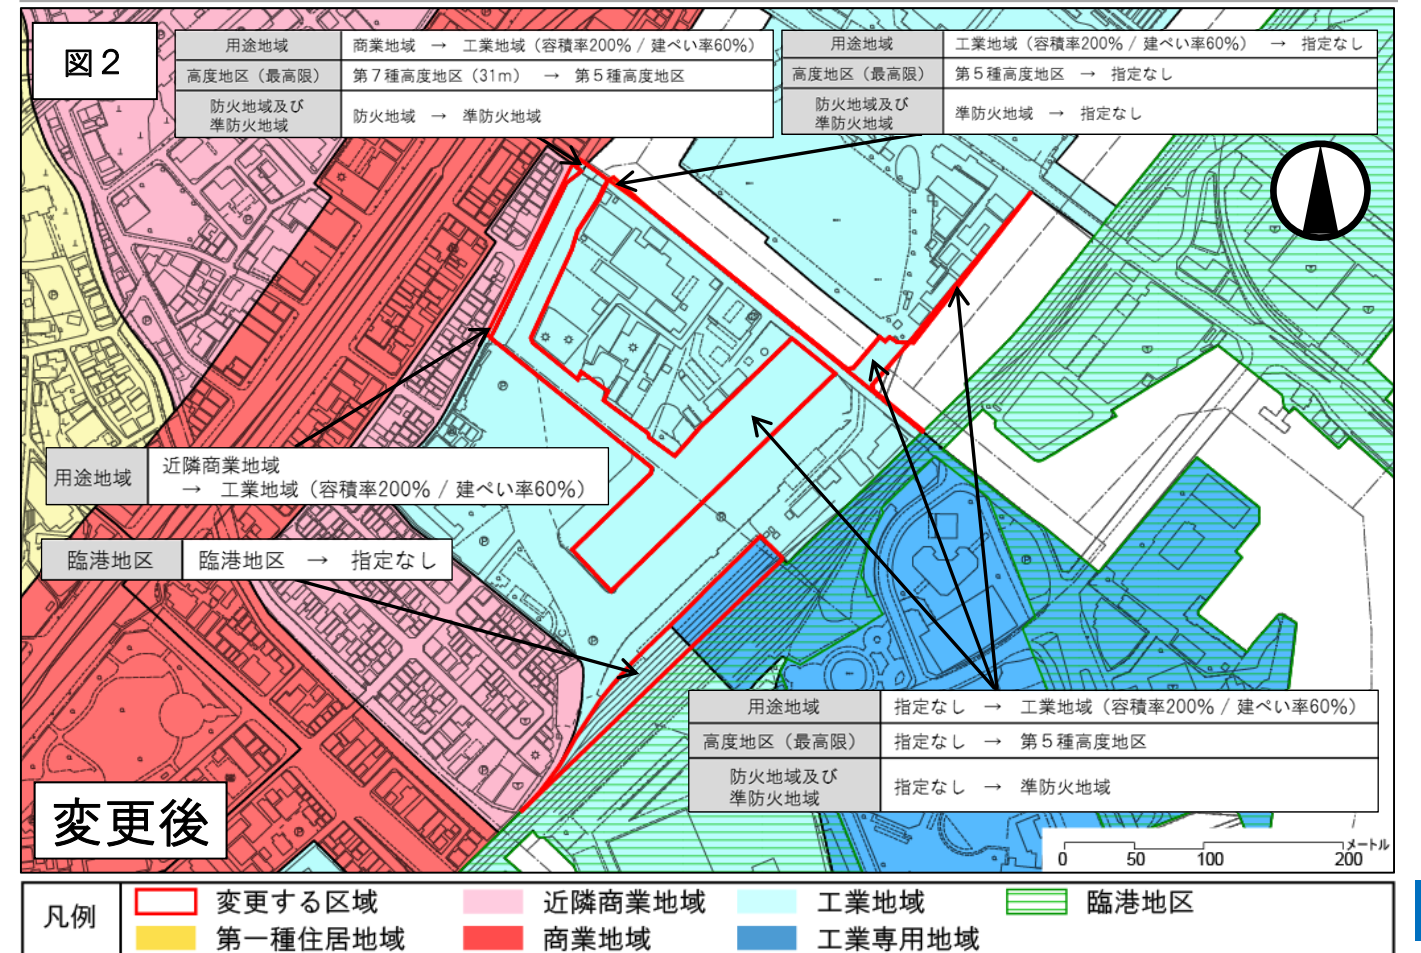 図２
用途地域 商業地域 → 工業地域（容積率200% / 建ぺい率60%）
高度地区（最高限） 第７種高度地区（31m） → 第５種高度地区
防火地域及び
準防火地域 防火地域 → 準防火地域
用途地域 工業地域（容積率200% / 建ぺい率60%） → 指定なし
高度地区（最高限） 第５種高度地区 → 指定なし
防火地域及び
準防火地域 準防火地域 → 指定なし
用途地域 近隣商業地域
→ 工業地域（容積率200% / 建ぺい率60%）
臨港地区 臨港地区 → 指定なし
用途地域 指定なし → 工業地域（容積率200% / 建ぺい率60%）
高度地区（最高限） 指定なし → 第５種高度地区
防火地域及び
準防火地域 指定なし → 準防火地域
変更後
メートル
0 50 100 200
凡例
変更する区域 近隣商業地域 工業地域 臨港地区
第一種住居地域 商業地域 工業専用地域